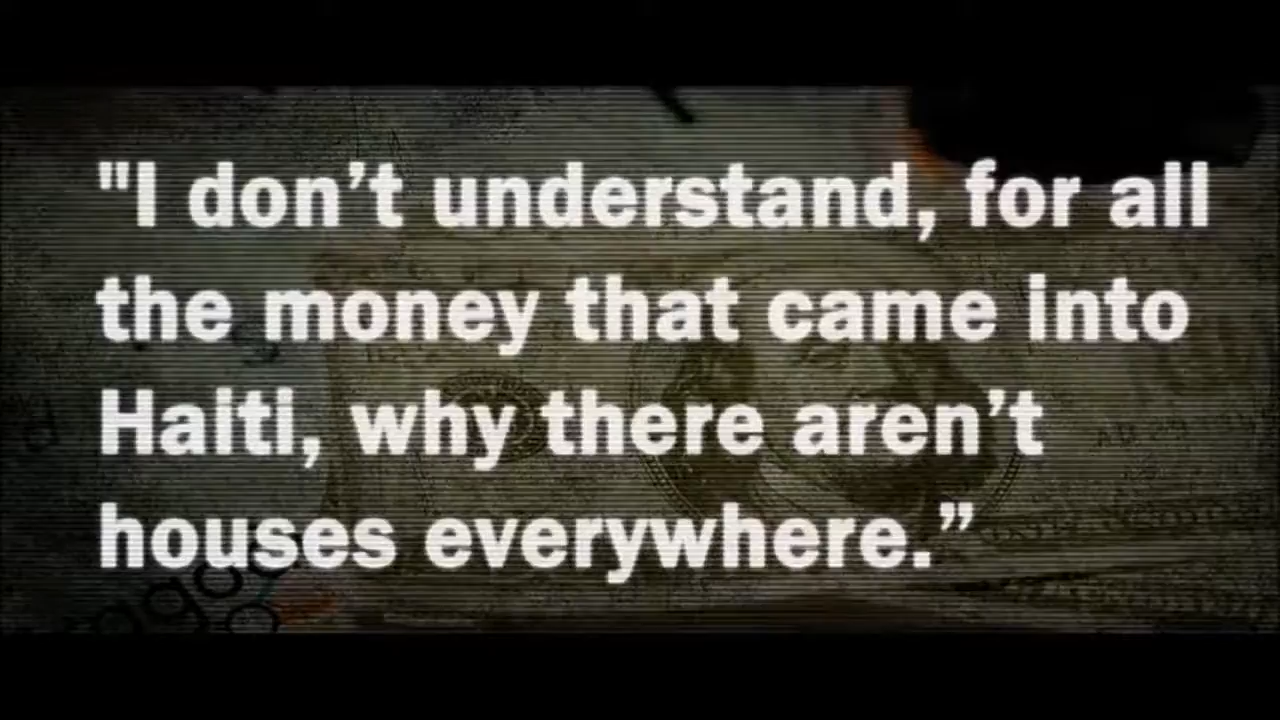 "I don’t understand, for all
the money that came into
Haiti, why there aren’t
houses everywhere.”